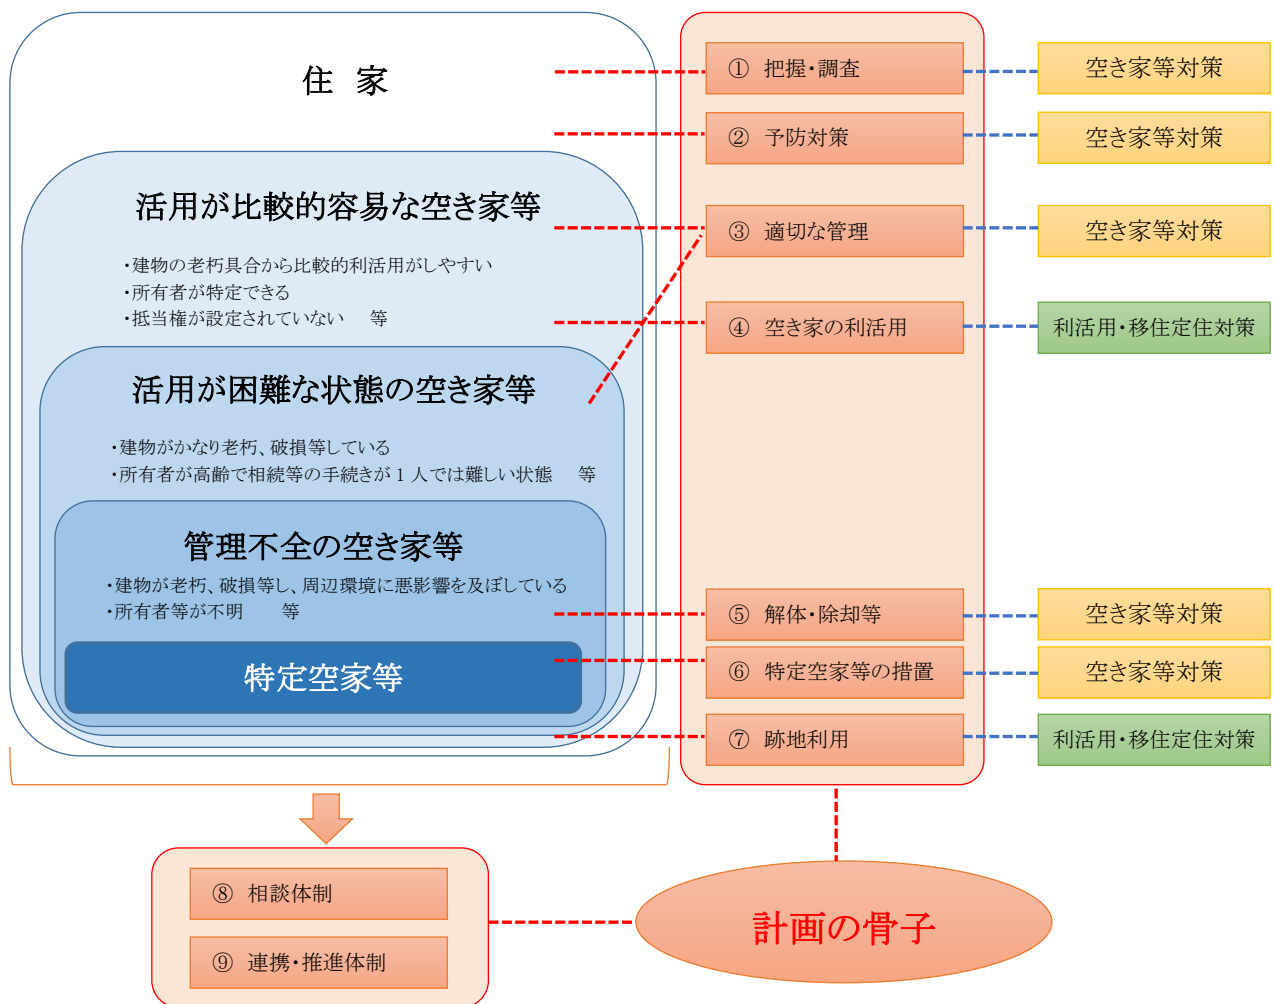 住 家
活用が比較的容易な空き家等
・建物の老朽具合から比較的利活用がしやすい
・所有者が特定できる
・抵当権が設定されていない 等
活用が困難な状態の空き家等
・建物がかなり老朽、破損等している
・所有者が高齢で相続等の手続きが1人では難しい状態 等
管理不全の空き家等
・建物が老朽、破損等し、周辺環境に悪影響を及ぼしている
・所有者等が不明 等
特定空家等
① 把握・調査
空き家等対策
② 予防対策
空き家等対策
③ 適切な管理
空き家等対策
④ 空き家の利活用
利活用・移住定住対策
⑤ 解体・除却等
空き家等対策
⑥ 特定空家等の措置
空き家等対策
⑦ 跡地利用
利活用・移住定住対策
⑧ 相談体制
⑨ 連携・推進体制
計画の骨子